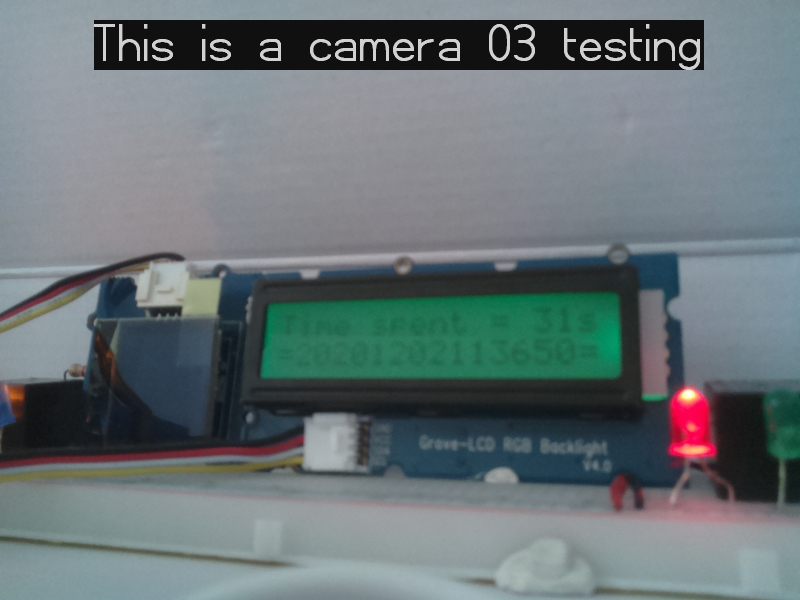 This is a camera 03 testing
Time spent = 31s
=20201202113650=
Grove-LCD RGB Backlight
V4.0